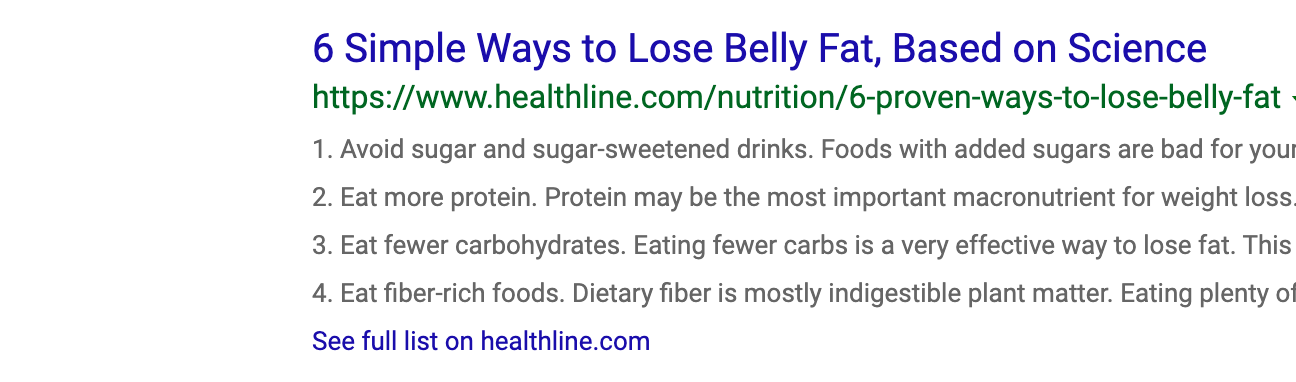 6 Simple Ways to Lose Belly Fat, Based on Science
https://www.healthline.com/nutrition/6-proven-ways-to-lose-belly-fat
1. Avoid sugar and sugar-sweetened drinks. Foods with added sugars are bad for your
2. Eat more protein. Protein may be the most important macronutrient for weight loss.
3. Eat fewer carbohydrates. Eating fewer carbs is a very effective way to lose fat. This
4. Eat fiber-rich foods. Dietary fiber is mostly indigestible plant matter. Eating plenty of
See full list on healthline.com